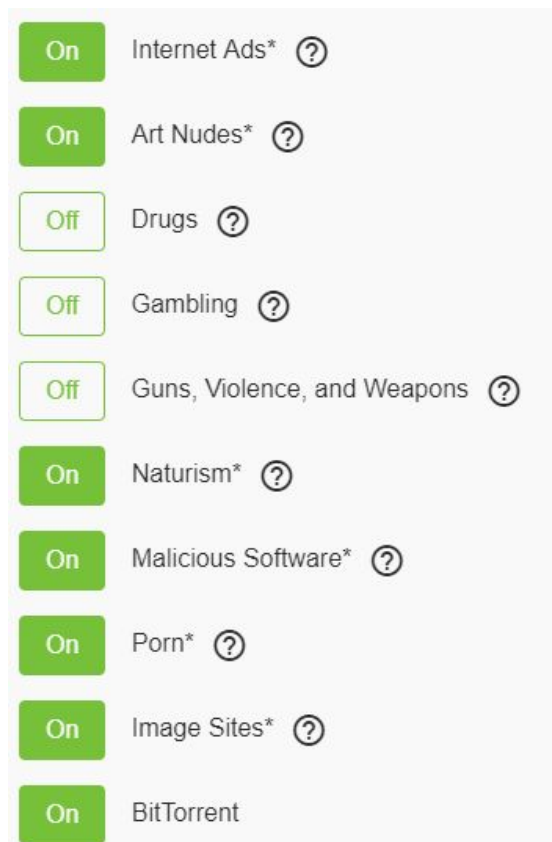 On Internet Ads* ?
On Art Nudes* ?
Off Drugs ?
Off Gambling ?
Off Guns, Violence, and Weapons ?
On Naturism* ?
On Malicious Software* ?
On Porn* ?
On Image Sites* ?
On BitTorrent